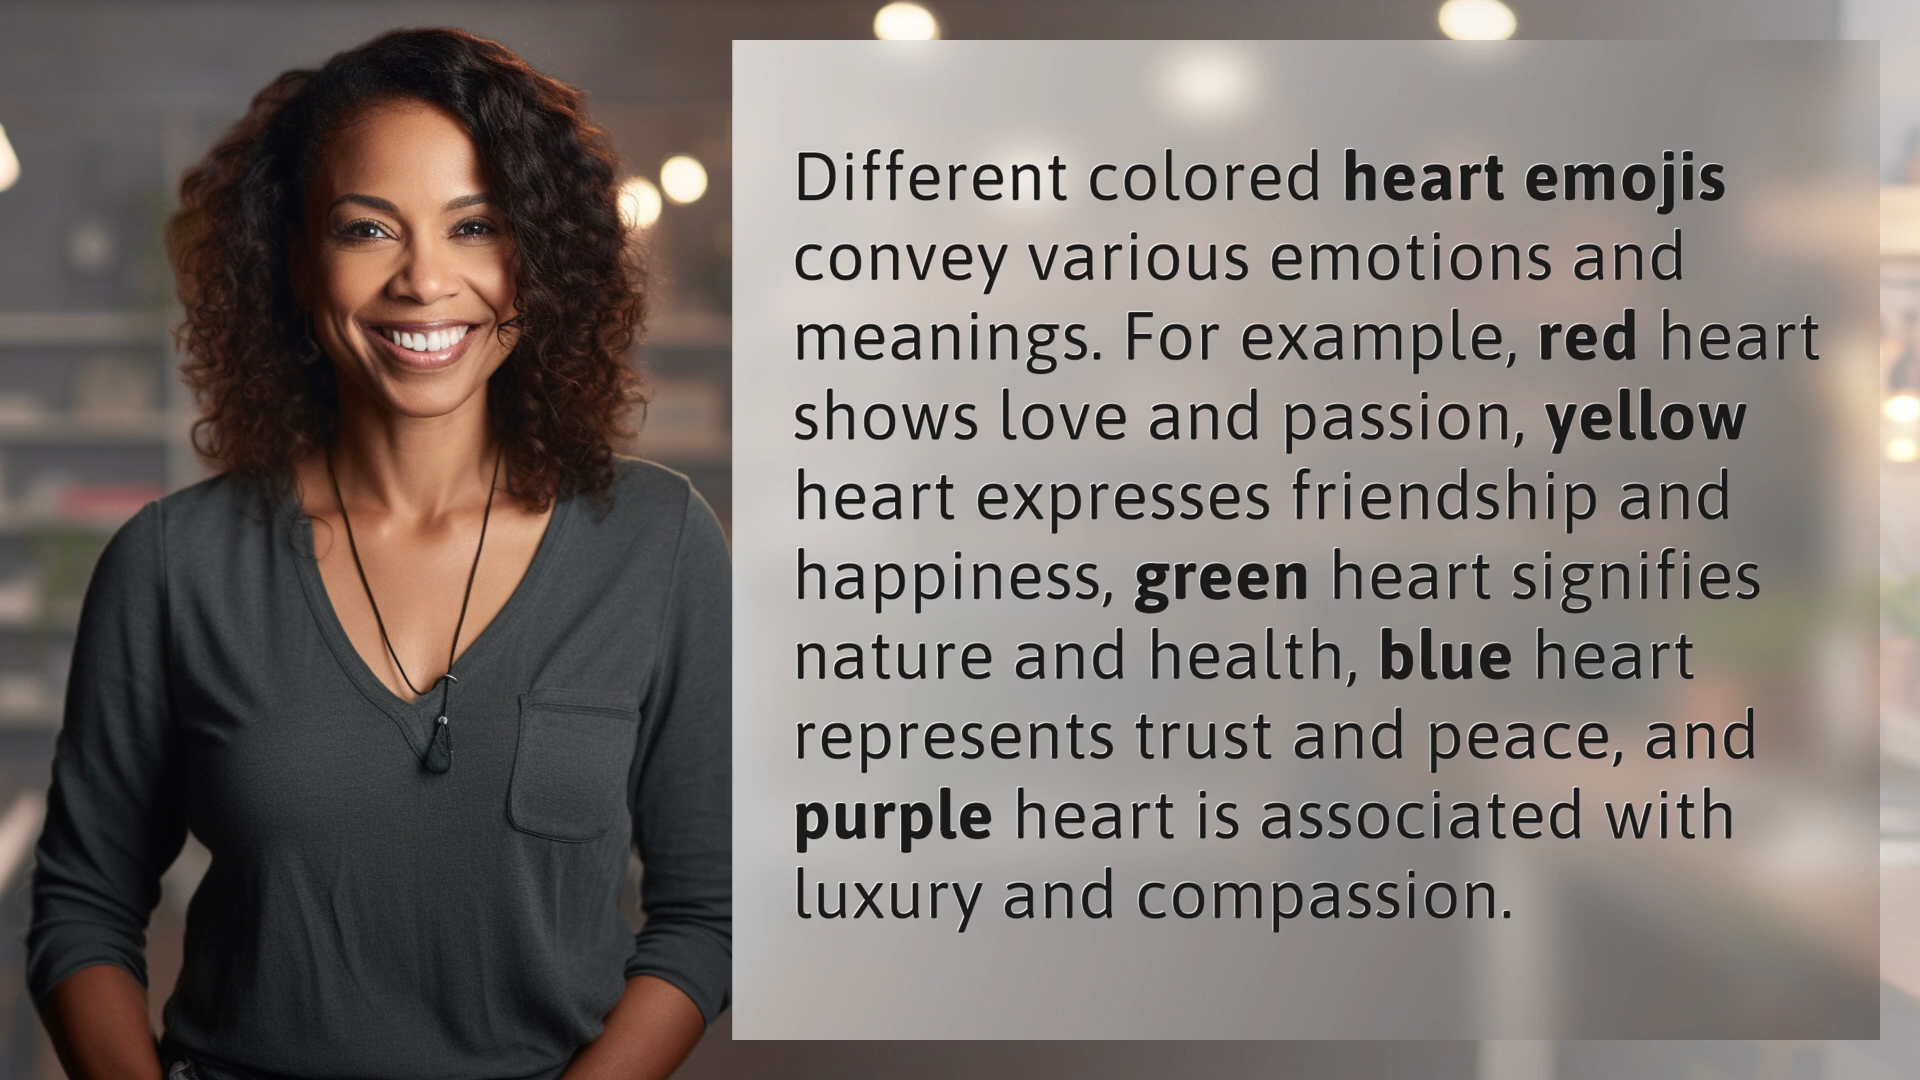 Different colored heart emojis
convey various emotions and
meanings. For example, red heart
shows love and passion, yellow
heart expresses friendship and
happiness, green heart signifies
nature and health, blue heart
represents trust and peace, and
purple heart is associated with
luxury and compassion.